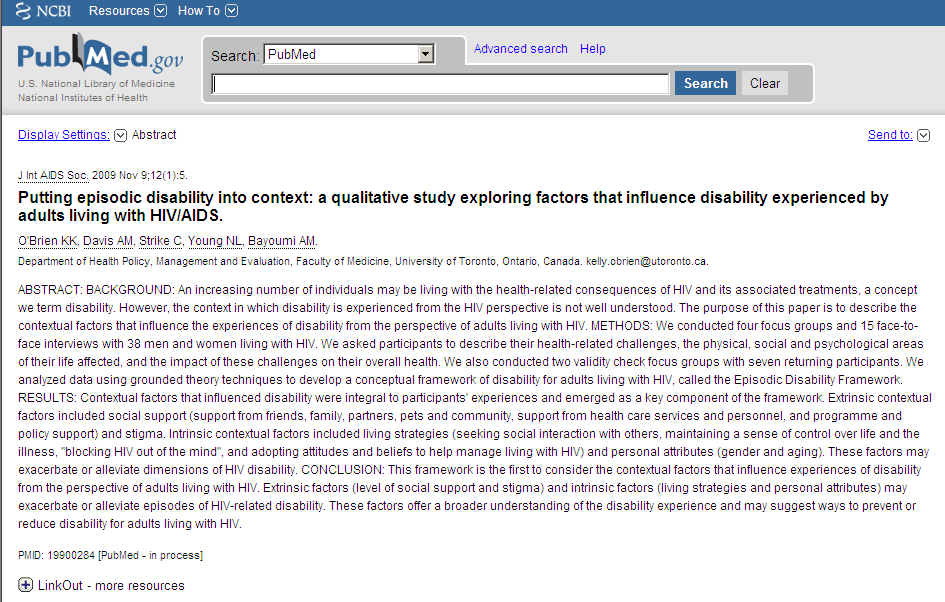 NCBI Resources How To
PubMed.gov
U.S. National Library of Medicine
National Institutes of Health
Search: PubMed
Advanced search Help
Search Clear
Display Settings: Abstract
Send to:
J Int AIDS Soc. 2009 Nov 9;12(1):5.
Putting episodic disability into context: a qualitative study exploring factors that influence disability experienced by
adults living with HIV/AIDS.
O'Brien KK, Davis AM, Strike C, Young NL, Bayoumi AM.
Department of Health Policy, Management and Evaluation, Faculty of Medicine, University of Toronto, Ontario, Canada. kelly.obrien@utoronto.ca.
ABSTRACT: BACKGROUND: An increasing number of individuals may be living with the health-related consequences of HIV and its associated treatments, a concept
we term disability. However, the context in which disability is experienced from the HIV perspective is not well understood. The purpose of this paper is to describe the
contextual factors that influence the experiences of disability from the perspective of adults living with HIV. METHODS: We conducted four focus groups and 15 face-to-
face interviews with 38 men and women living with HIV. We asked participants to describe their health-related challenges, the physical, social and psychological areas
of their life affected, and the impact of these challenges on their overall health. We also conducted two validity check focus groups with seven returning participants. We
analyzed data using grounded theory techniques to develop a conceptual framework of disability for adults living with HIV, called the Episodic Disability Framework.
RESULTS: Contextual factors that influenced disability were integral to participants' experiences and emerged as a key component of the framework. Extrinsic contextual
factors included social support (support from friends, family, partners, pets and community, support from health care services and personnel, and programme and
policy support) and stigma. Intrinsic contextual factors included living strategies (seeking social interaction with others, maintaining a sense of control over life and the
illness, "blocking HIV out of the mind", and adopting attitudes and beliefs to help manage living with HIV) and personal attributes (gender and aging). These factors may
exacerbate or alleviate dimensions of HIV disability. CONCLUSION: This framework is the first to consider the contextual factors that influence experiences of disability
from the perspective of adults living with HIV. Extrinsic factors (level of social support and stigma) and intrinsic factors (living strategies and personal attributes) may
exacerbate or alleviate episodes of HIV-related disability. These factors offer a broader understanding of the disability experience and may suggest ways to prevent or
reduce disability for adults living with HIV.
PMID: 19900284 [PubMed - in process]
LinkOut - more resources